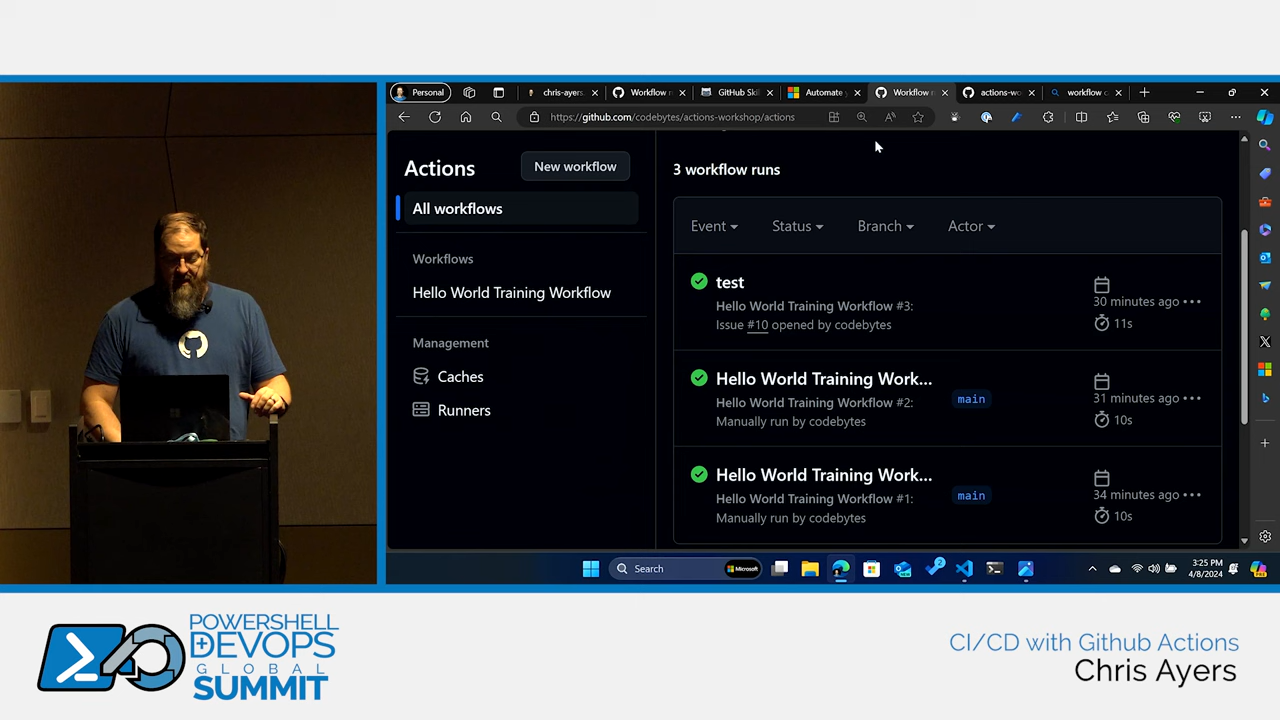 Personal
chris-ayers.
Workflow r
GitHub Skil
Automate y
Workflow r
actions-wo
workflow c
https://github.com/codebytes/actions-workshop/actions
Actions
New workflow
All workflows
Workflows
Hello World Training Workflow
Management
Caches
Runners
3 workflow runs
Event
Status
Branch
Actor
test
Hello World Training Workflow #3:
Issue #10 opened by codebytes
30 minutes ago
11s
Hello World Training Work...
Hello World Training Workflow #2:
Manually run by codebytes
main
31 minutes ago
10s
Hello World Training Work...
Hello World Training Workflow #1:
Manually run by codebytes
main
34 minutes ago
10s
Search
Microsoft
3:25 PM
4/8/2024
POWERSHELL
+DEVOPS
GLOBAL
SUMMIT
CI/CD with Github Actions
Chris Ayers